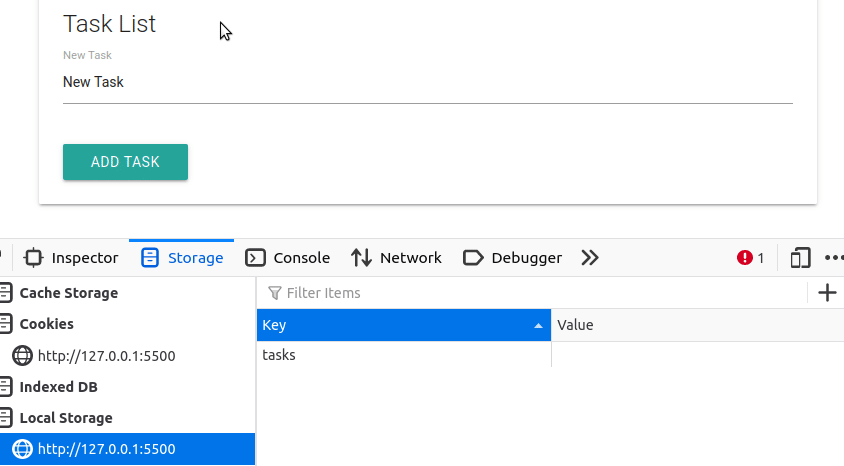 Task List
New Task
New Task
ADD TASK
Inspector Storage Console Network Debugger 1
Cache Storage
Cookies
http://127.0.0.1:5500
Indexed DB
Local Storage
http://127.0.0.1:5500
Filter Items
Key Value
tasks